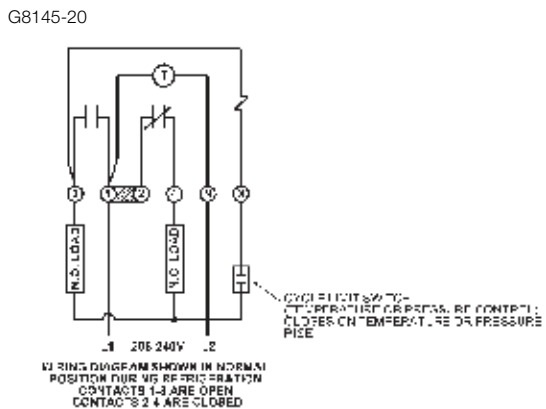 G8145-20
T
3 1 2 4 N X
N.O. LOAD
N.C. LOAD
CYCLE LIMIT SWITCH
(TEMPERATURE OR PRESSURE CONTROL)
CLOSES ON TEMPERATURE OR PRESSURE
RISE
L1 208-240V L2
WIRING DIAGRAM SHOWN IN NORMAL
POSITION DURING REFRIGERATION
CONTACTS 1-3 ARE OPEN
CONTACTS 2-4 ARE CLOSED